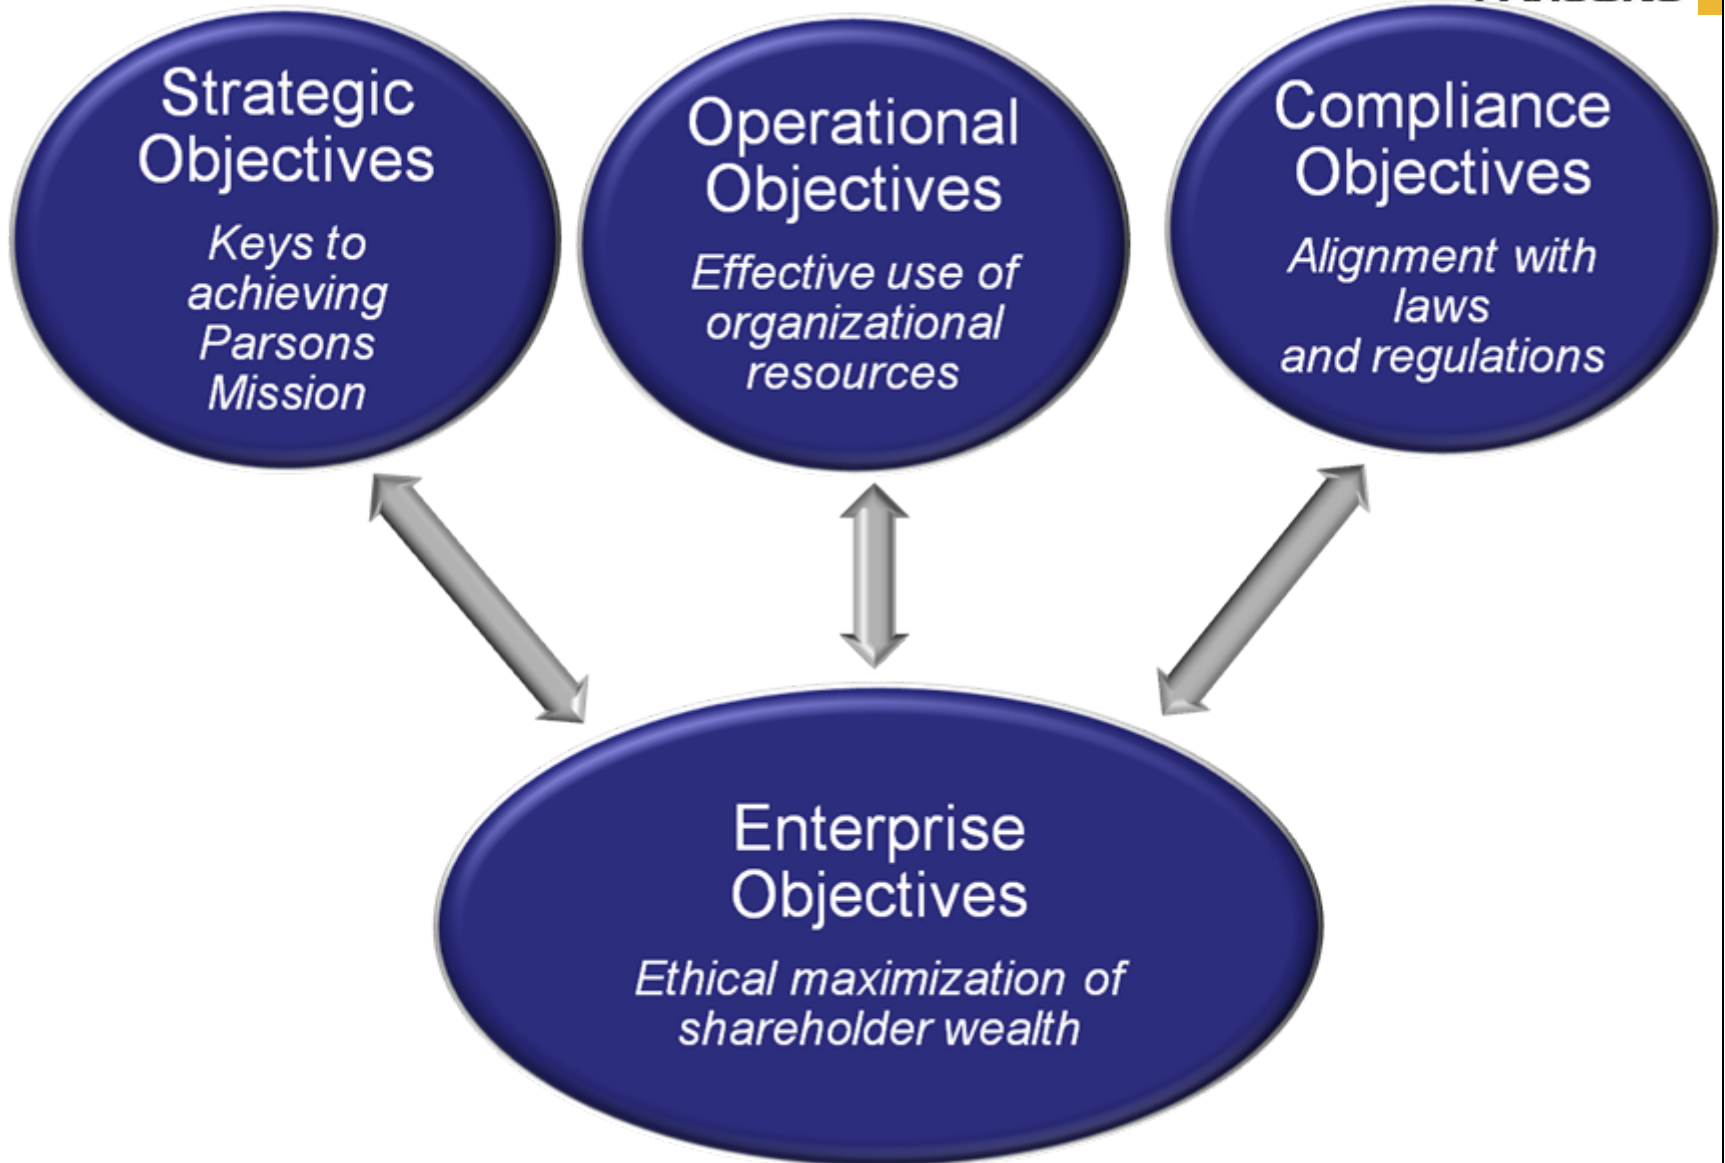 Strategic
Objectives
Keys to
achieving
Parsons
Mission
Operational
Objectives
Effective use of
organizational
resources
Compliance
Objectives
Alignment with
laws
and regulations
Enterprise
Objectives
Ethical maximization of
shareholder wealth